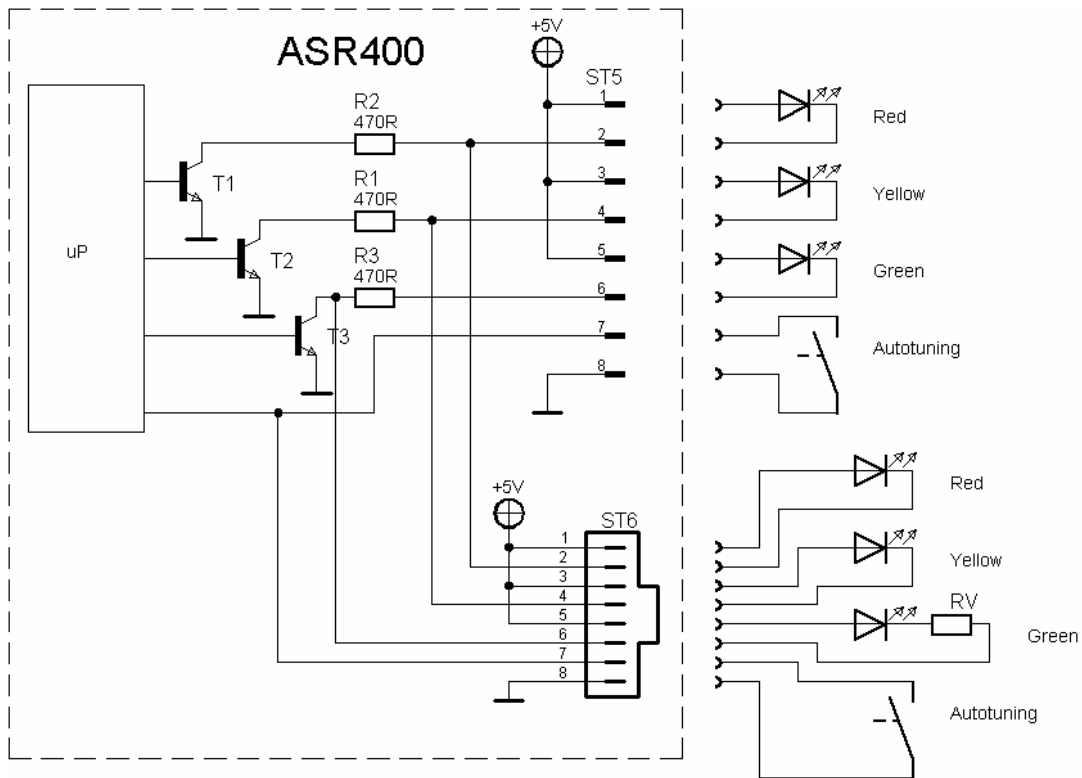 ASR400
+5V
ST5
1
2
3
4
5
6
7
8
R2
470R
R1
470R
R3
470R
T1
T2
T3
uP
Red
Yellow
Green
Autotuning
+5V
ST6
1
2
3
4
5
6
7
8
Red
Yellow
RV
Green
Autotuning